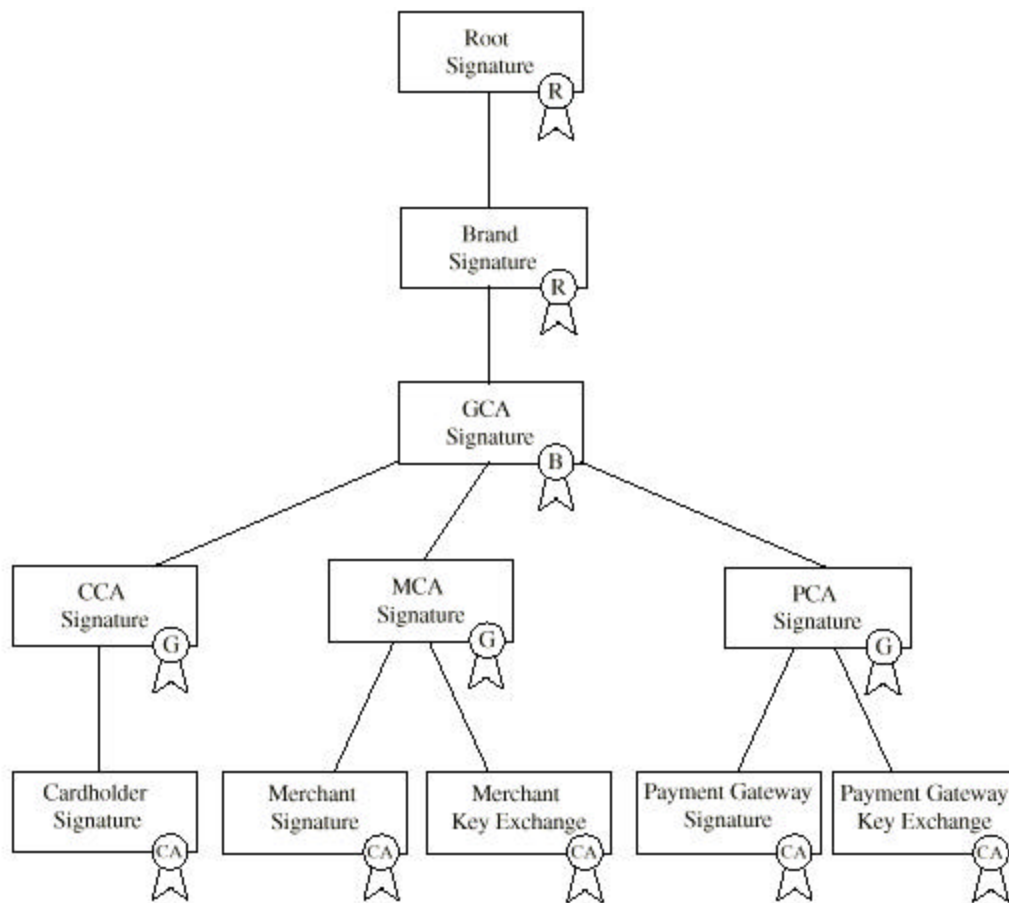 Root
Signature
R
Brand
Signature
R
GCA
Signature
B
CCA
Signature
G
MCA
Signature
G
PCA
Signature
G
Cardholder
Signature
CA
Merchant
Signature
CA
Merchant
Key Exchange
CA
Payment Gateway
Signature
CA
Payment Gateway
Key Exchange
CA